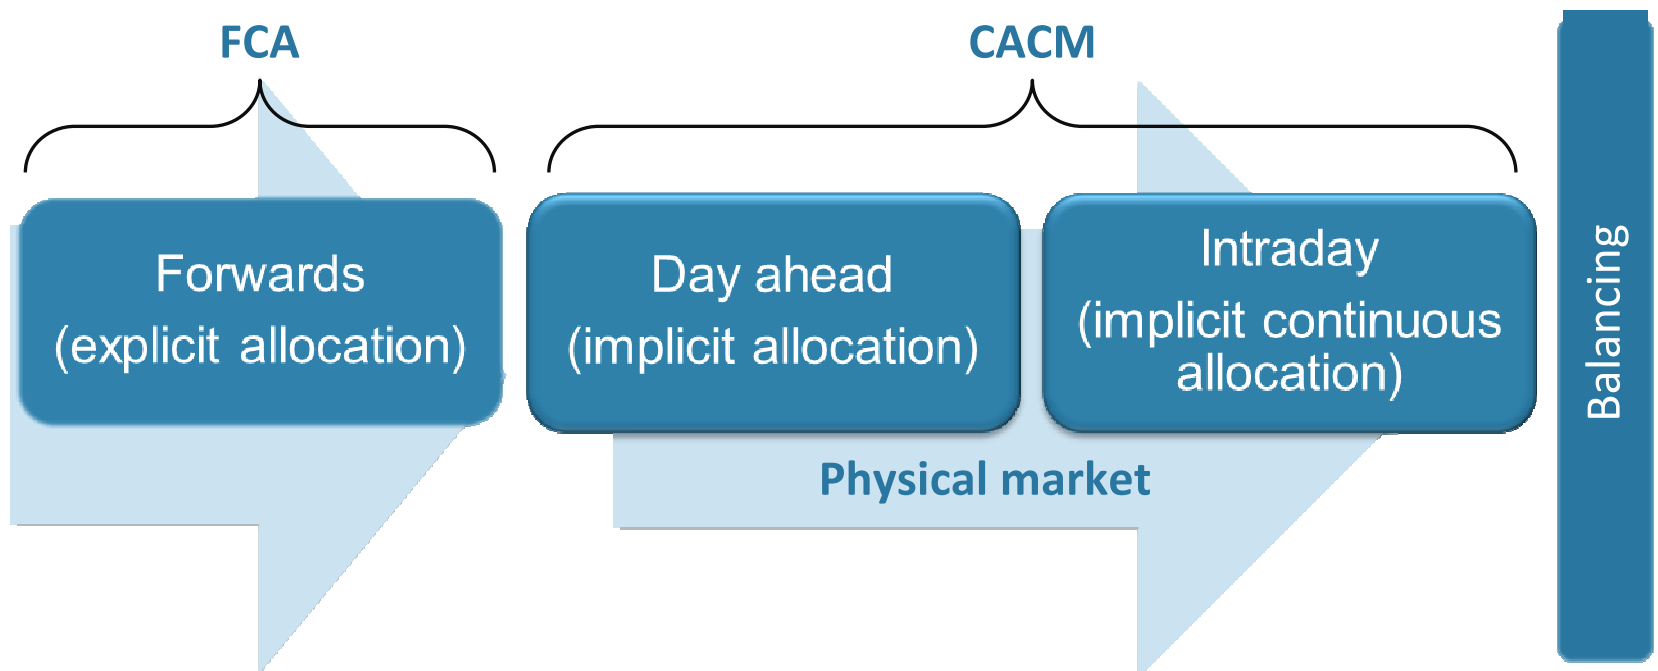 FCA
CACM
Forwards
(explicit allocation)
Day ahead
(implicit allocation)
Intraday
(implicit continuous
allocation)
Physical market
Balancing